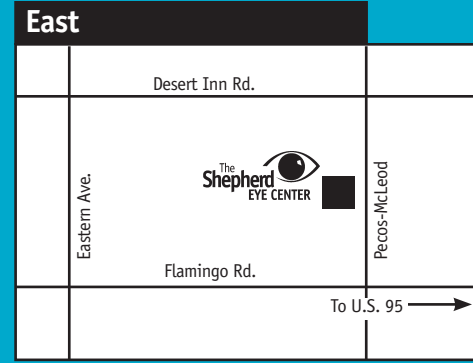 East
Desert Inn Rd.
Eastern Ave.
The
Shepherd
EYE CENTER
Pecos-McLeod
Flamingo Rd.
To U.S. 95